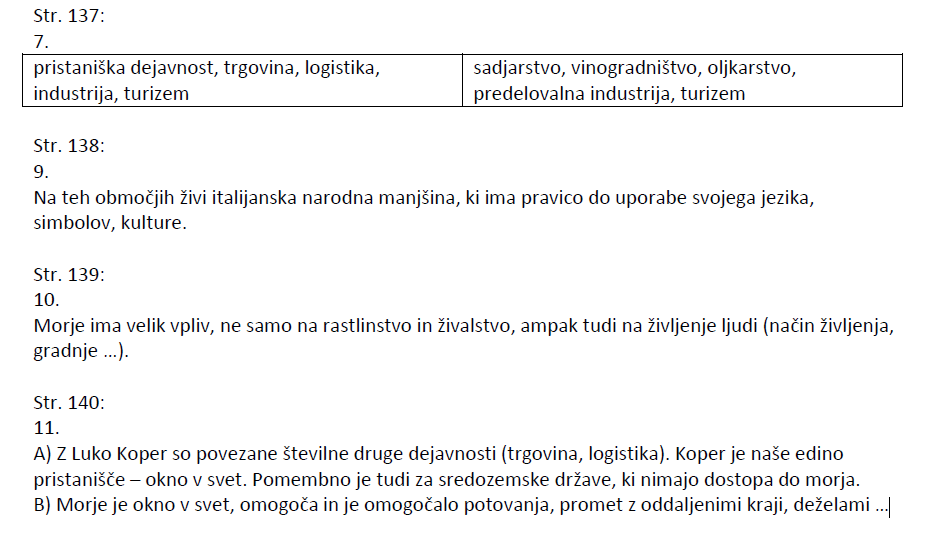 Str. 137:
7.
pristaniška dejavnost, trgovina, logistika,
industrija, turizem
sadjarstvo, vinogradništvo, oljkarstvo,
predelovalna industrija, turizem
Str. 138:
9.
Na teh območjih živi italijanska narodna manjšina, ki ima pravico do uporabe svojega jezika,
simbolov, kulture.
Str. 139:
10.
Morje ima velik vpliv, ne samo na rastlinstvo in živalstvo, ampak tudi na življenje ljudi (način življenja,
gradnje …).
Str. 140:
11.
A) Z Luko Koper so povezane številne druge dejavnosti (trgovina, logistika). Koper je naše edino
pristanišče – okno v svet. Pomembno je tudi za sredozemske države, ki nimajo dostopa do morja.
B) Morje je okno v svet, omogoča in je omogočalo potovanja, promet z oddaljenimi kraji, deželami …